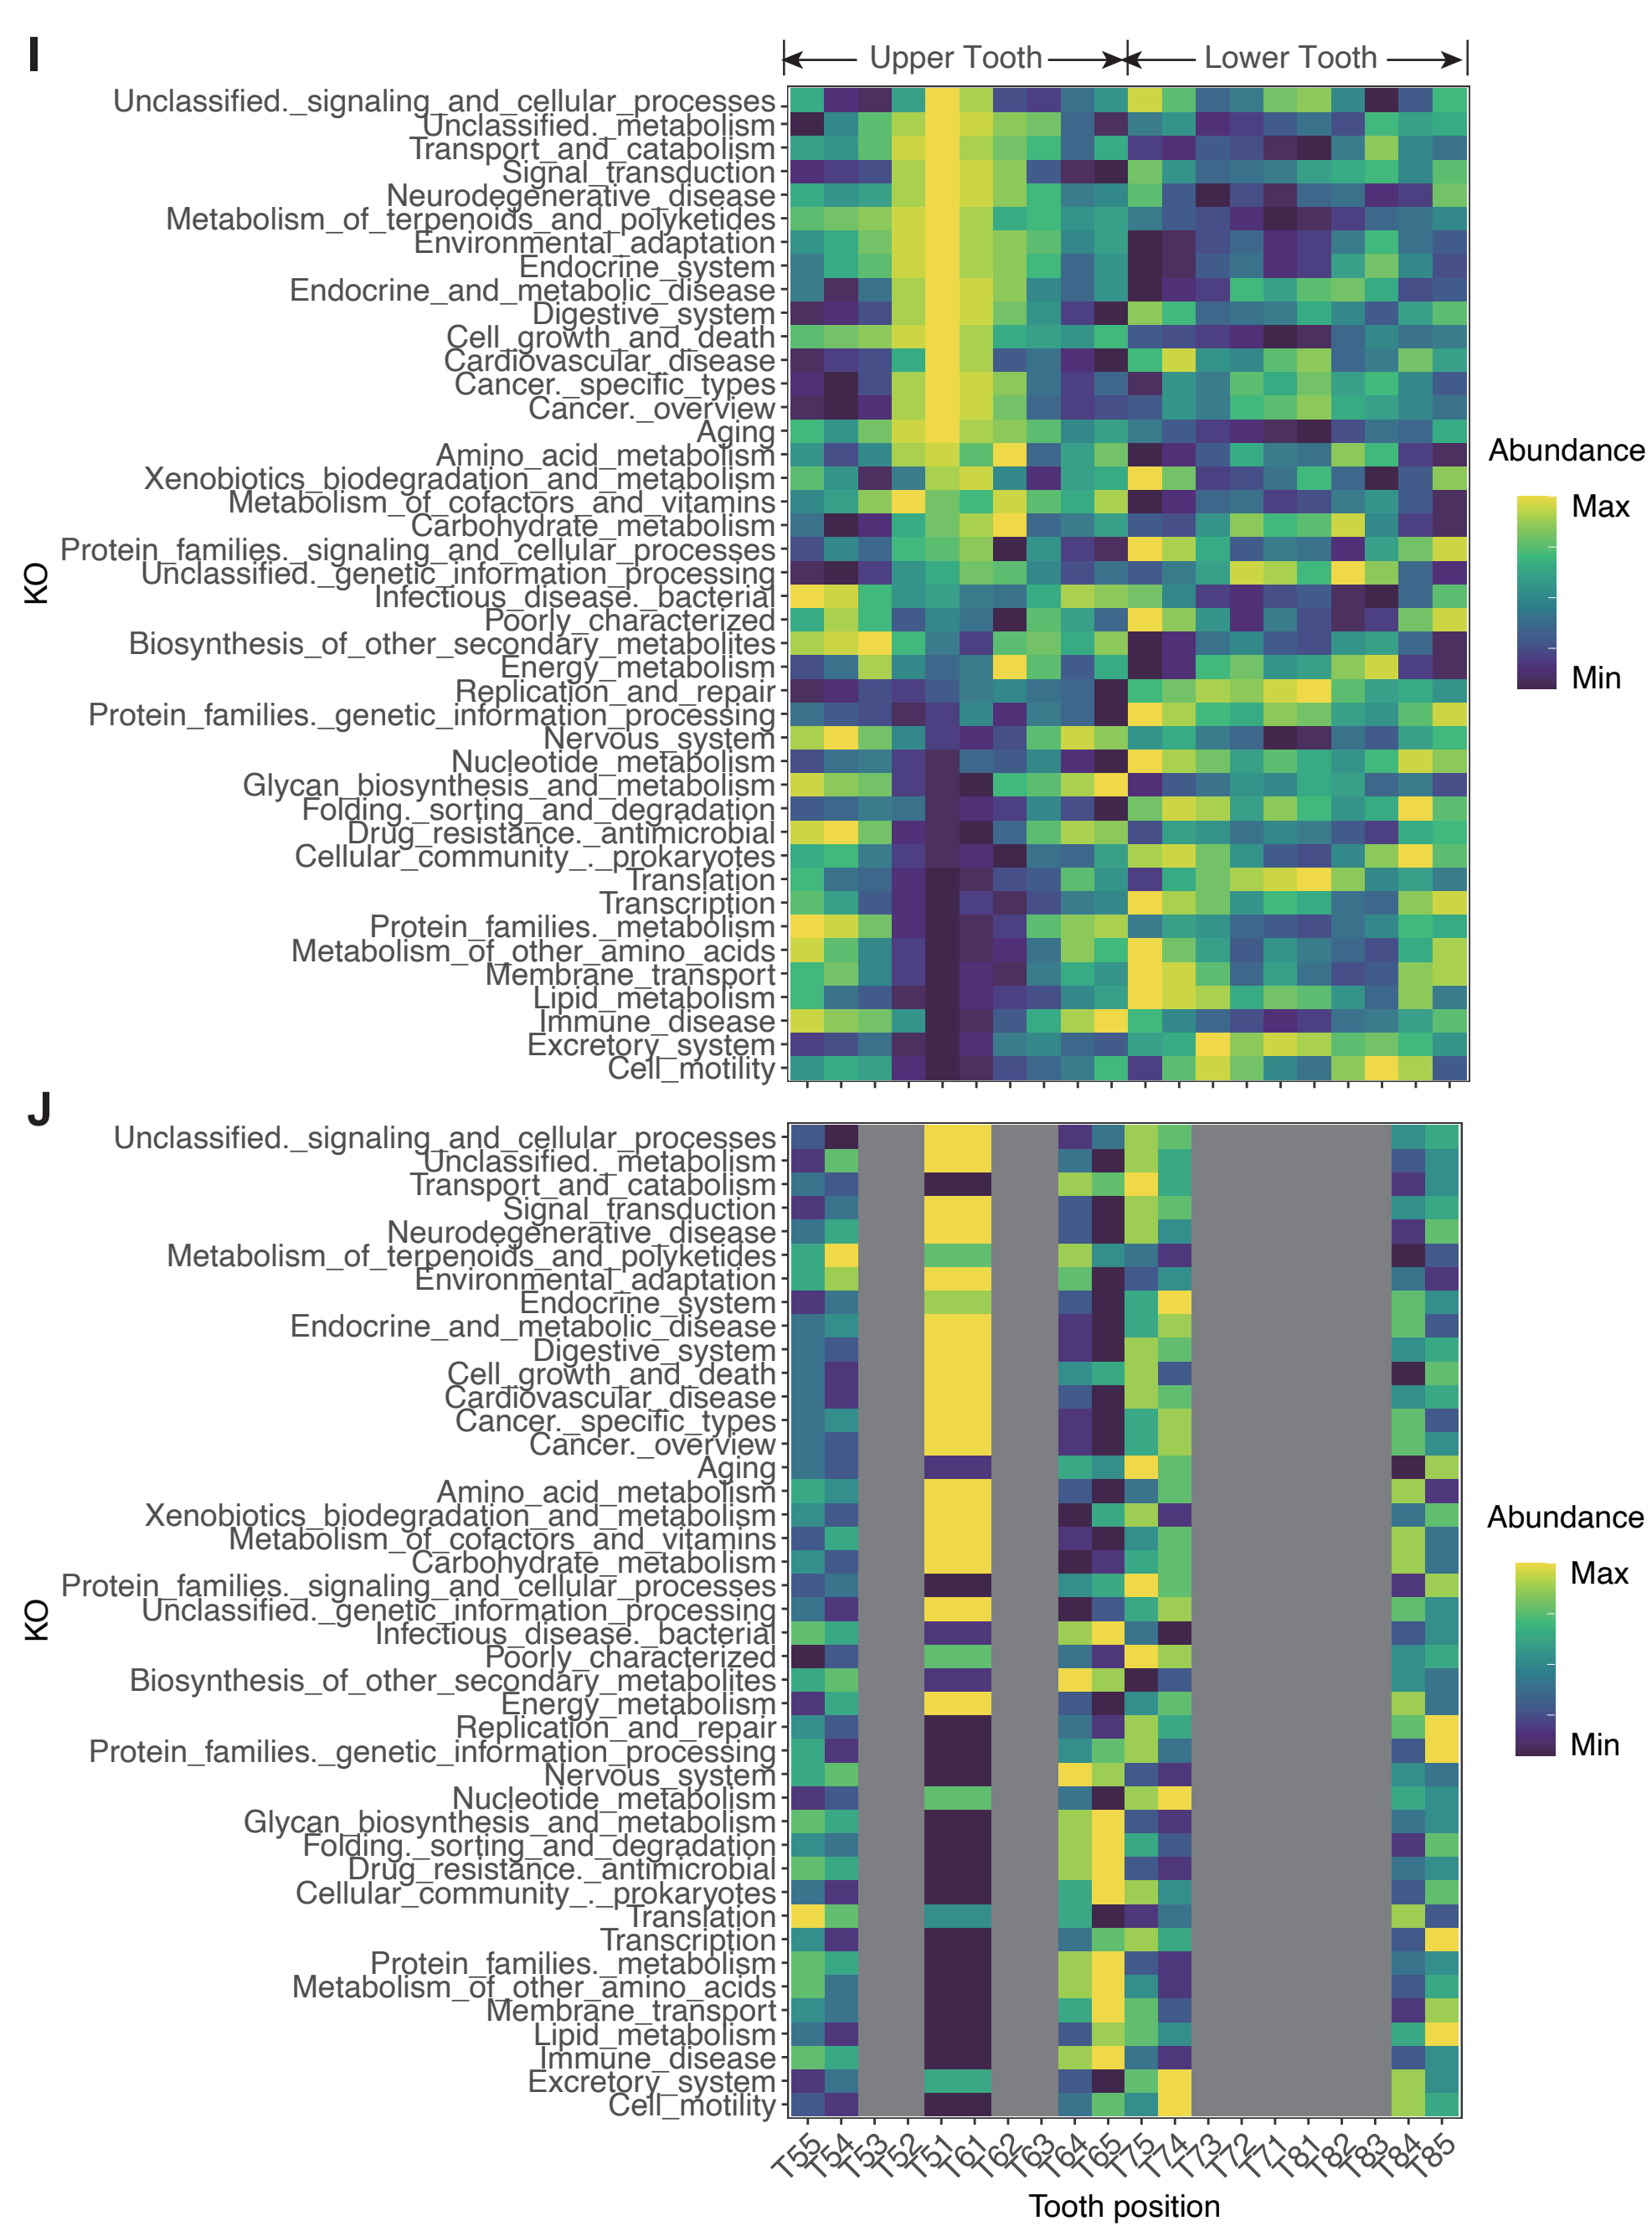 I
Upper Tooth
Lower Tooth
Unclassified._signaling_and_cellular_processes
Unclassified._metabolism
Transport_and_catabolism
Signal_transduction
Neurodegenerative_disease
Metabolism_of_terpenoids_and_polyketides
Environmental_adaptation
Endocrine_system
Endocrine_and_metabolic_disease
Digestive_system
Cell_growth_and_death
Cardiovascular_disease
Cancer._specific_types
Cancer._overview
Aging
Amino_acid_metabolism
Xenobiotics_biodegradation_and_metabolism
Metabolism_of_cofactors_and_vitamins
Carbohydrate_metabolism
Protein_families._signaling_and_cellular_processes
Unclassified._genetic_information_processing
Infectious_disease._bacterial
Poorly_characterized
Biosynthesis_of_other_secondary_metabolites
Energy_metabolism
Replication_and_repair
Protein_families._genetic_information_processing
Nervous_system
Nucleotide_metabolism
Glycan_biosynthesis_and_metabolism
Folding._sorting_and_degradation
Drug_resistance._antimicrobial
Cellular_community_._prokaryotes
Translation
Transcription
Protein_families._metabolism
Metabolism_of_other_amino_acids
Membrane_transport
Lipid_metabolism
Immune_disease
Excretory_system
Cell_motility
KO
Abundance
Max
Min
J
Unclassified._signaling_and_cellular_processes
Unclassified._metabolism
Transport_and_catabolism
Signal_transduction
Neurodegenerative_disease
Metabolism_of_terpenoids_and_polyketides
Environmental_adaptation
Endocrine_system
Endocrine_and_metabolic_disease
Digestive_system
Cell_growth_and_death
Cardiovascular_disease
Cancer._specific_types
Cancer._overview
Aging
Amino_acid_metabolism
Xenobiotics_biodegradation_and_metabolism
Metabolism_of_cofactors_and_vitamins
Carbohydrate_metabolism
Protein_families._signaling_and_cellular_processes
Unclassified._genetic_information_processing
Infectious_disease._bacterial
Poorly_characterized
Biosynthesis_of_other_secondary_metabolites
Energy_metabolism
Replication_and_repair
Protein_families._genetic_information_processing
Nervous_system
Nucleotide_metabolism
Glycan_biosynthesis_and_metabolism
Folding._sorting_and_degradation
Drug_resistance._antimicrobial
Cellular_community_._prokaryotes
Translation
Transcription
Protein_families._metabolism
Metabolism_of_other_amino_acids
Membrane_transport
Lipid_metabolism
Immune_disease
Excretory_system
Cell_motility
KO
Abundance
Max
Min
T55 T54 T53 T52 T51 T61 T62 T63 T64 T65 T75 T74 T73 T72 T71 T81 T82 T83 T84 T85
Tooth position